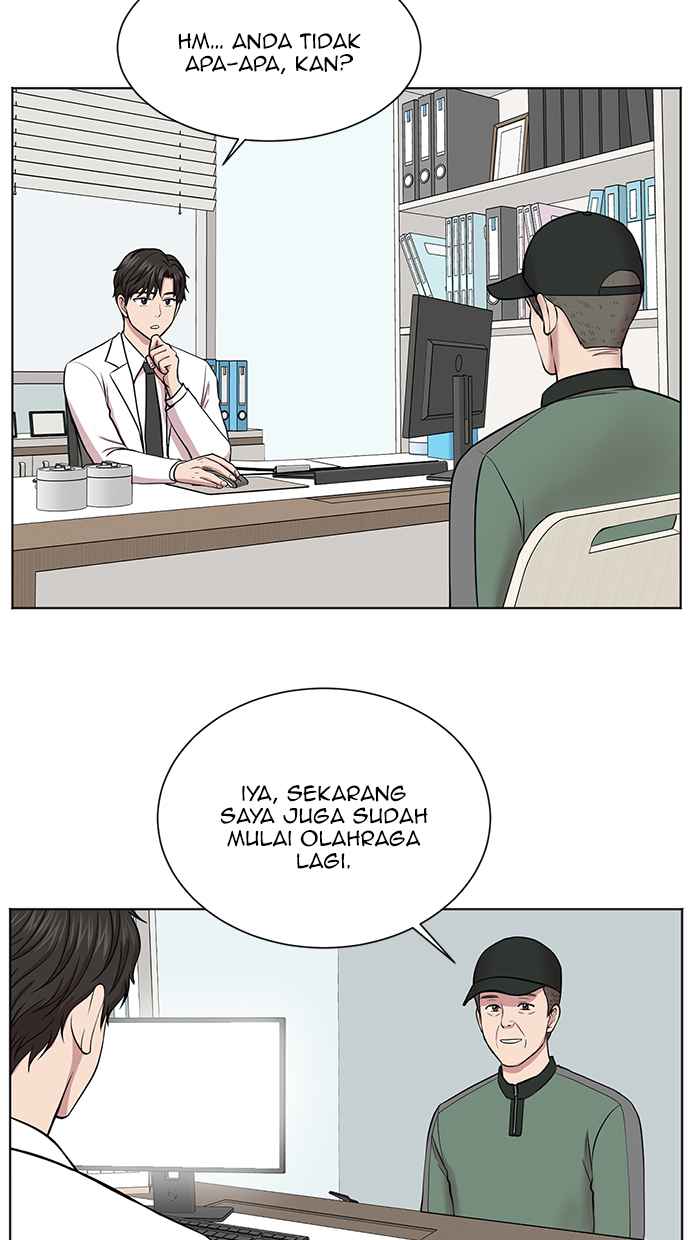 HM... ANDA TIDAK
APA-APA, KAN?
IYA, SEKARANG
SAYA JUGA SUDAH
MULAI OLAHRAGA
LAGI.